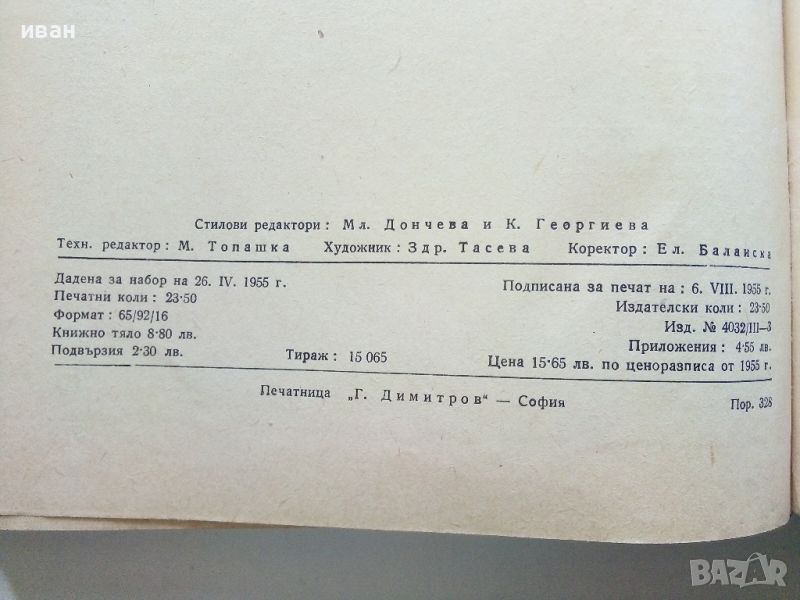 иван
Стилови редактори: Мл. Дончева и К. Георгиева
Техн. редактор: М. Топашка Художник: Здр. Тасева Коректор: Ел. Баланска
Дадена за набор на 26. IV. 1955 г. Подписана за печат на: 6. VIII. 1955 г.
Печатни коли: 23·50 Издателски коли: 23·50
Формат: 65/92/16 Изд. № 4032/III—3
Книжно тяло 8·80 лв. Приложения: 4·55 лв.
Подвързия 2·30 лв. Тираж: 15 065 Цена 15·65 лв. по ценоразписа от 1955 г.
Печатница „Г. Димитров“ — София Пор. 328
BAZAR